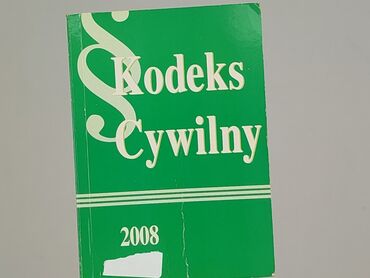 §
Kodeks
Cywilny
2008